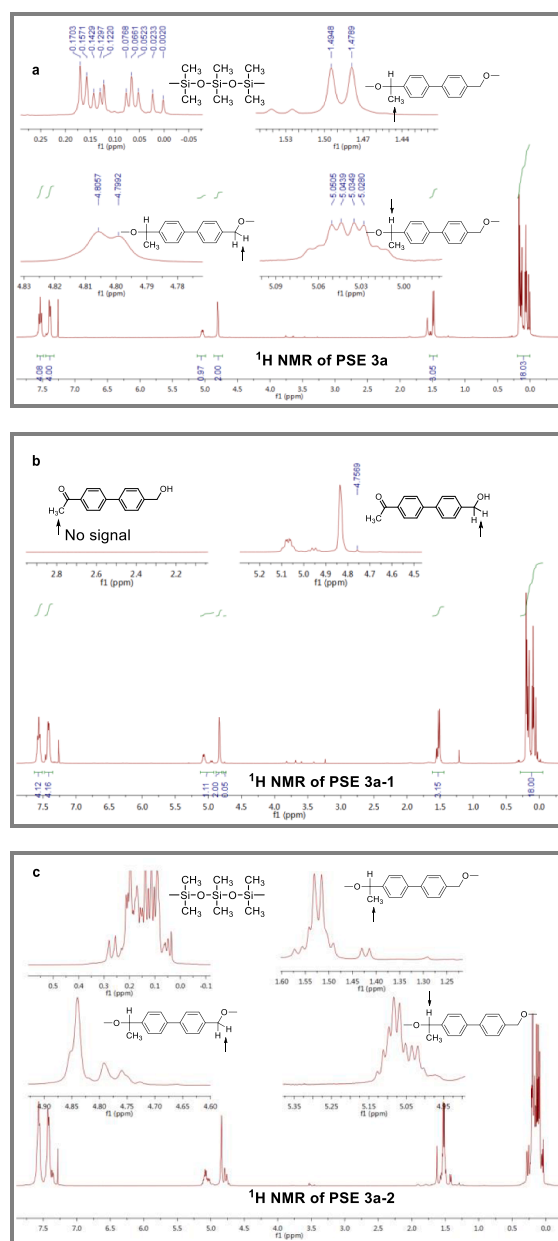 -0.1703
-0.1571
-0.1429
-0.1297
-0.1220
-0.0768
-0.0661
-0.0523
-0.0233
-0.0020
-1.4948
-1.4789
a
CH3 CH3 CH3
Si O Si O Si
CH3 CH3 CH3
H
O
CH3
O
0.25 0.20 0.15 0.10 0.05 0.00 -0.05
f1 (ppm)
1.53 1.50 1.47 1.44
f1 (ppm)
-4.8057
-4.7992
O H
CH3
O
H
H
5.0505
5.0439
5.0349
5.0280
H
O
CH3
O
4.83 4.82 4.81 4.80 4.79 4.78
f1 (ppm)
5.09 5.06 5.03 5.00
f1 (ppm)
1H NMR of PSE 3a
4.08
4.00
0.97
2.00
3.05
18.03
7.5 7.0 6.5 6.0 5.5 5.0 4.5 4.0 3.5 3.0 2.5 2.0 1.5 1.0 0.5 0.0
f1 (ppm)
b
O
CH3
OH
No signal
-4.7569
O
CH3
OH
H
H
2.8 2.6 2.4 2.2
f1 (ppm)
5.2 5.1 5.0 4.9 4.8 4.7 4.6 4.5
f1 (ppm)
1H NMR of PSE 3a-1
4.12
4.16
1.11
2.00
0.05
3.15
18.00
7.5 7.0 6.5 6.0 5.5 5.0 4.5 4.0 3.5 3.0 2.5 2.0 1.5 1.0 0.5 0.0
f1 (ppm)
c
CH3 CH3 CH3
Si O Si O Si
CH3 CH3 CH3
H
O
CH3
O
0.5 0.4 0.3 0.2 0.1 0.0 -0.1
f1 (ppm)
1.60 1.55 1.50 1.45 1.40 1.35 1.30 1.25
f1 (ppm)
H
O
CH3
O
H
H
H
O
CH3
O
4.90 4.85 4.80 4.75 4.70 4.65 4.60
f1 (ppm)
5.35 5.25 5.15 5.05 4.95
f1 (ppm)
1H NMR of PSE 3a-2
7.5 7.0 6.5 6.0 5.5 5.0 4.5 4.0 3.5 3.0 2.5 2.0 1.5 1.0 0.5 0.0
f1 (ppm)